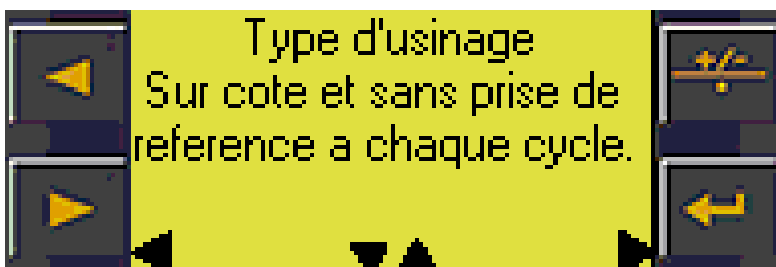 Type d'usinage
Sur cote et sans prise de
reference a chaque cycle.
+/-